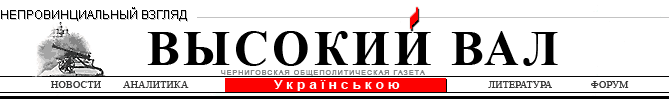 НЕПРОВИНЦИАЛЬНЫЙ ВЗГЛЯД
ВЫСОКИЙ ВАЛ
ЧЕРНИГОВСКАЯ ОБЩЕПОЛИТИЧЕСКАЯ ГАЗЕТА
НОВОСТИ АНАЛИТИКА Українською ЛИТЕРАТУРА ФОРУМ